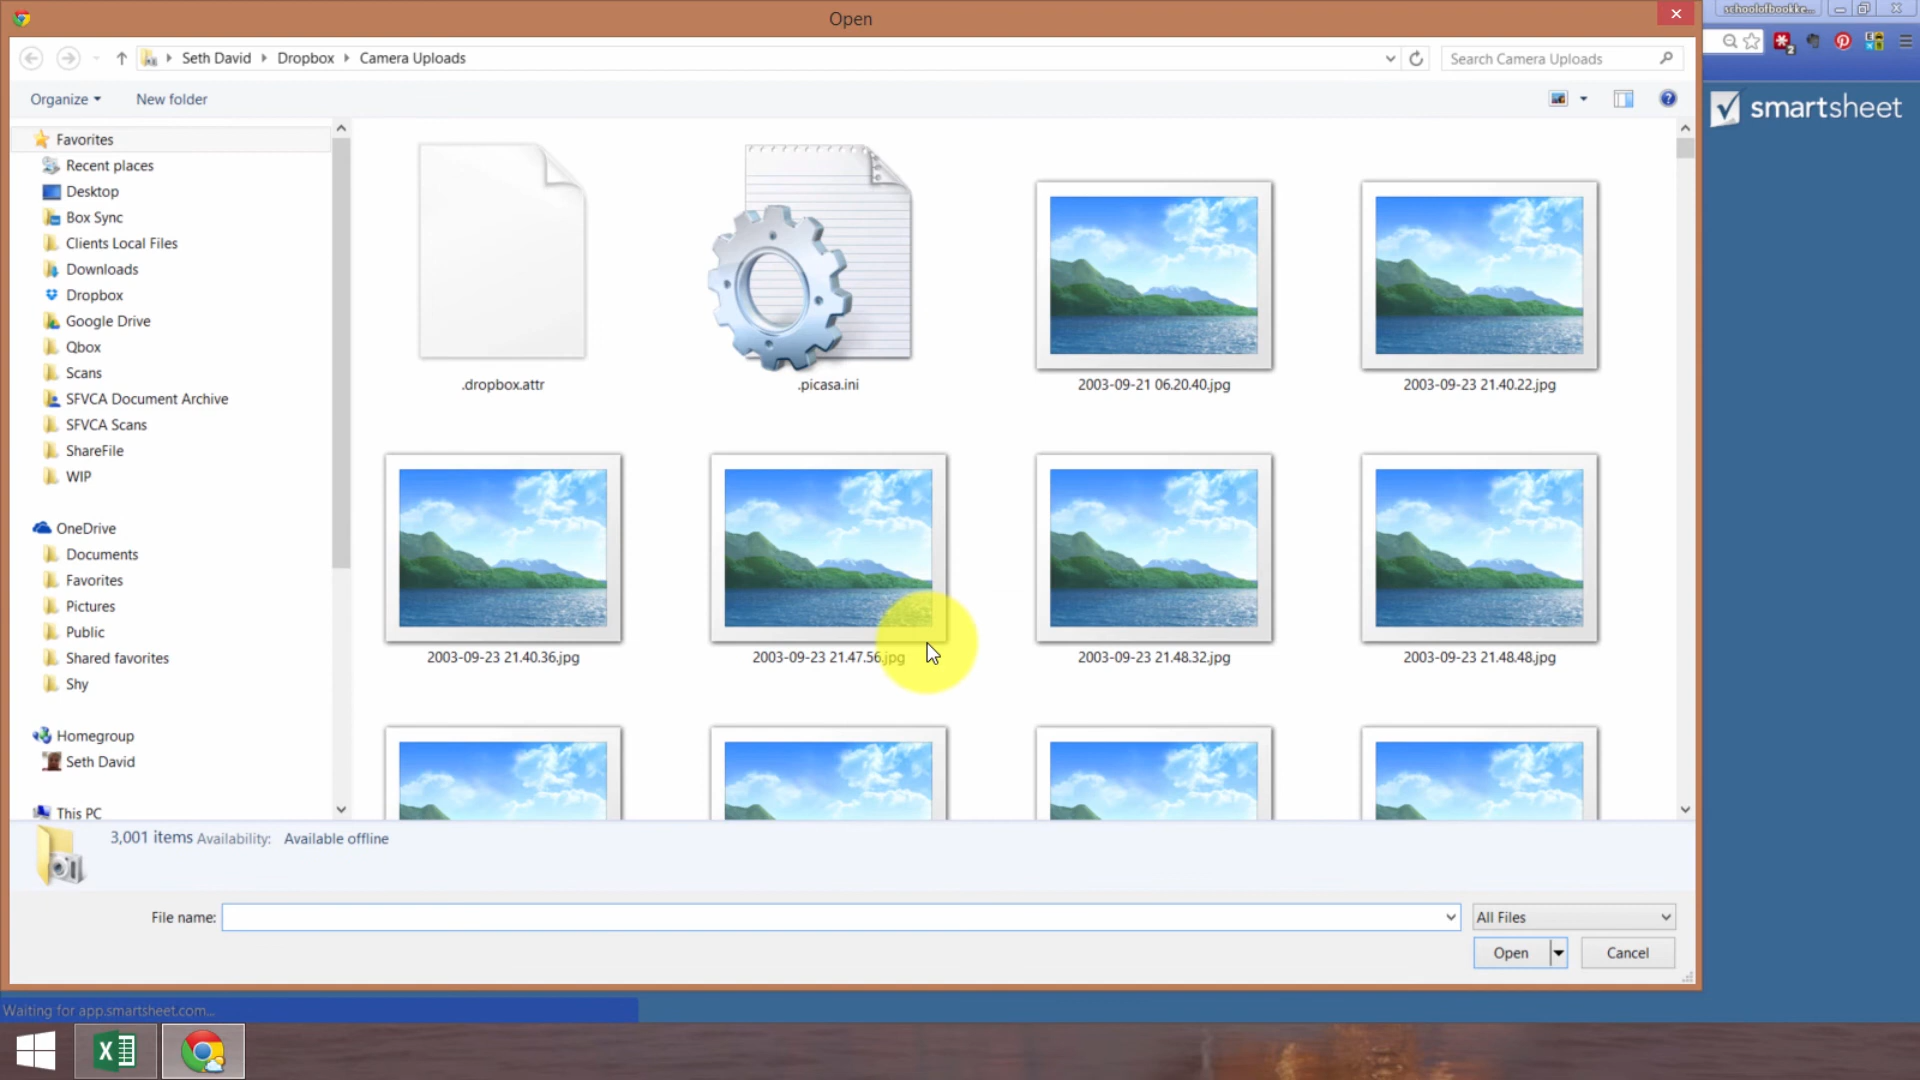 Open
schoolofbookke...
Seth David Dropbox Camera Uploads
Search Camera Uploads
2
Organize
New folder
?
smartsheet
Favorites
Recent places
Desktop
Box Sync
Clients Local Files
Downloads
Dropbox
Google Drive
Qbox
Scans
SFVCA Document Archive
SFVCA Scans
ShareFile
WIP
OneDrive
Documents
Favorites
Pictures
Public
Shared favorites
Shy
Homegroup
Seth David
This PC
.dropbox.attr
.picasa.ini
2003-09-21 06.20.40.jpg
2003-09-23 21.40.22.jpg
2003-09-23 21.40.36.jpg
2003-09-23 21.47.56.jpg
2003-09-23 21.48.32.jpg
2003-09-23 21.48.48.jpg
3,001 items Availability: Available offline
File name:
All Files
Open
Cancel
Waiting for app.smartsheet.com...
X